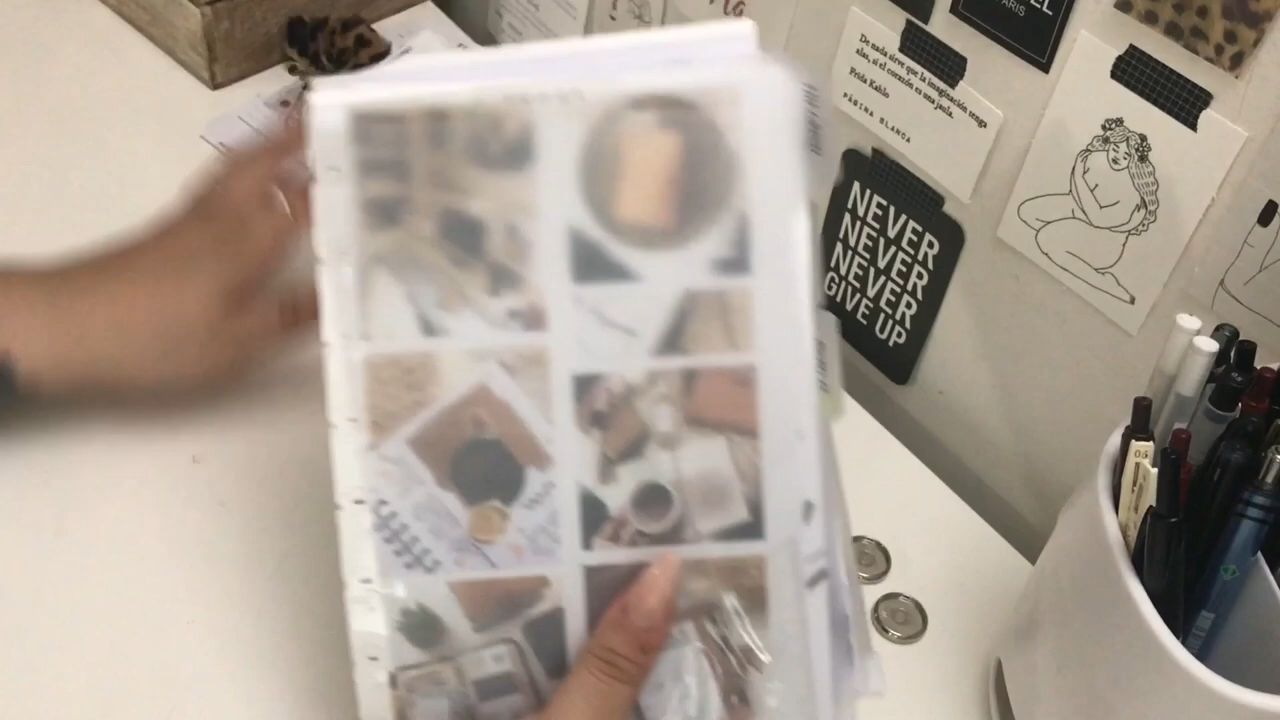 PARIS
De nada sirve que la imaginación tenga
alas, si el corazón es una jaula.
Frida Kahlo
PÁGINA BLANCA
NEVER
NEVER
NEVER
GIVE UP
05